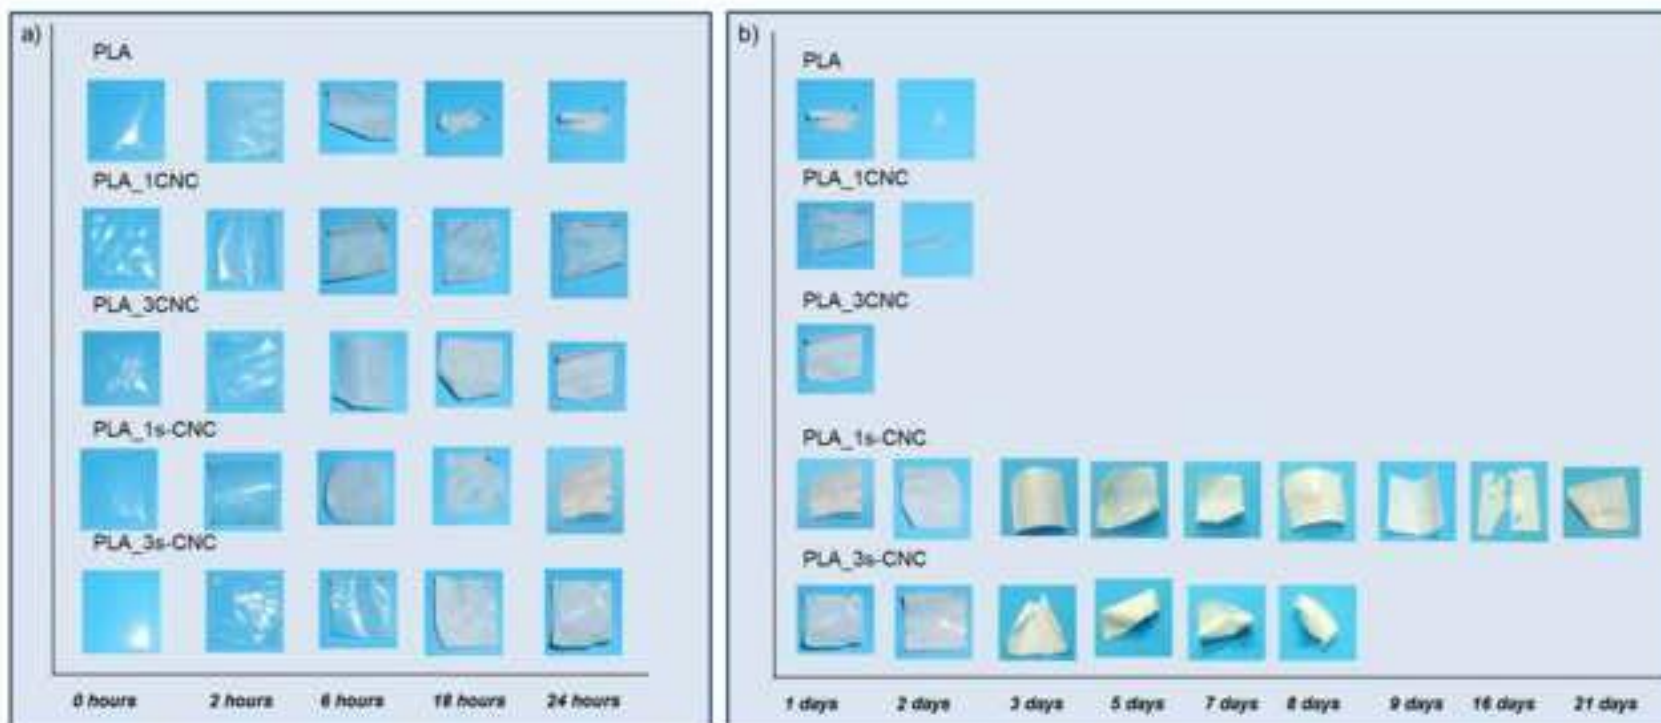 a)
PLA
PLA_1CNC
PLA_3CNC
PLA_1s-CNC
PLA_3s-CNC
0 hours 2 hours 6 hours 18 hours 24 hours
b)
PLA
PLA_1CNC
PLA_3CNC
PLA_1s-CNC
PLA_3s-CNC
1 days 2 days 3 days 5 days 7 days 8 days 9 days 16 days 21 days